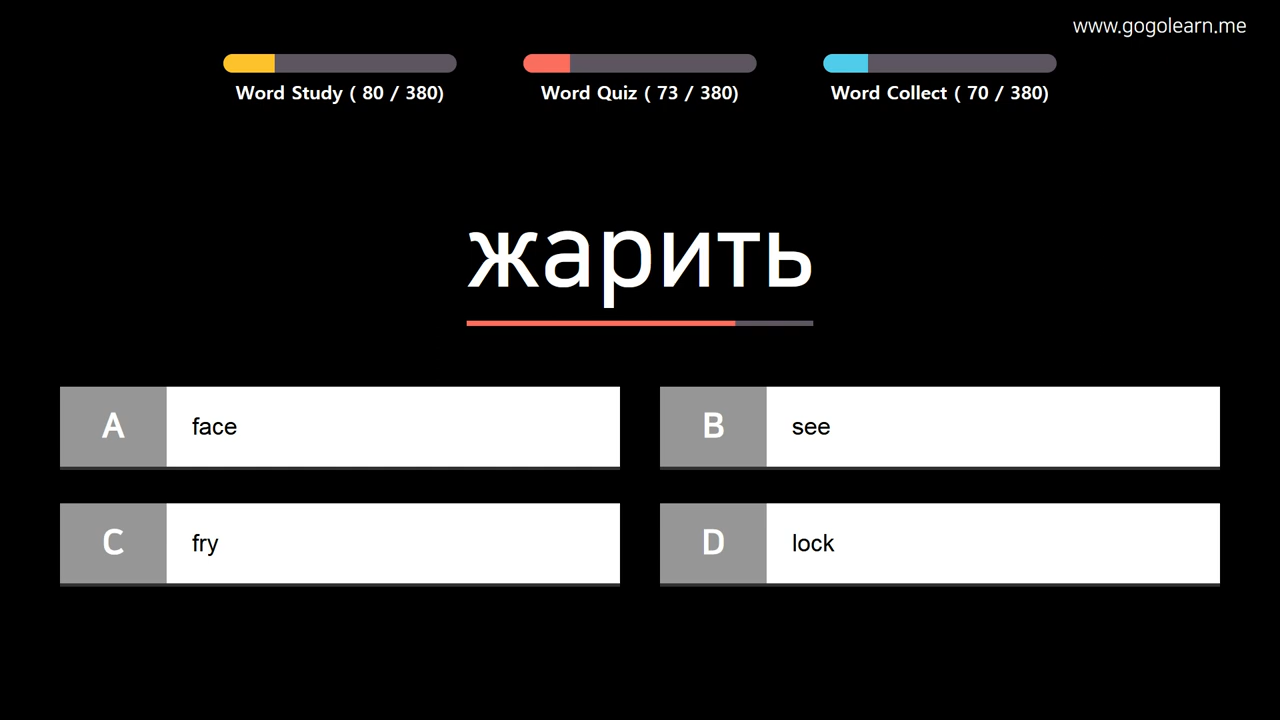 www.gogolearn.me
Word Study ( 80 / 380)
Word Quiz ( 73 / 380)
Word Collect ( 70 / 380)
жарить
A face
B see
C fry
D lock